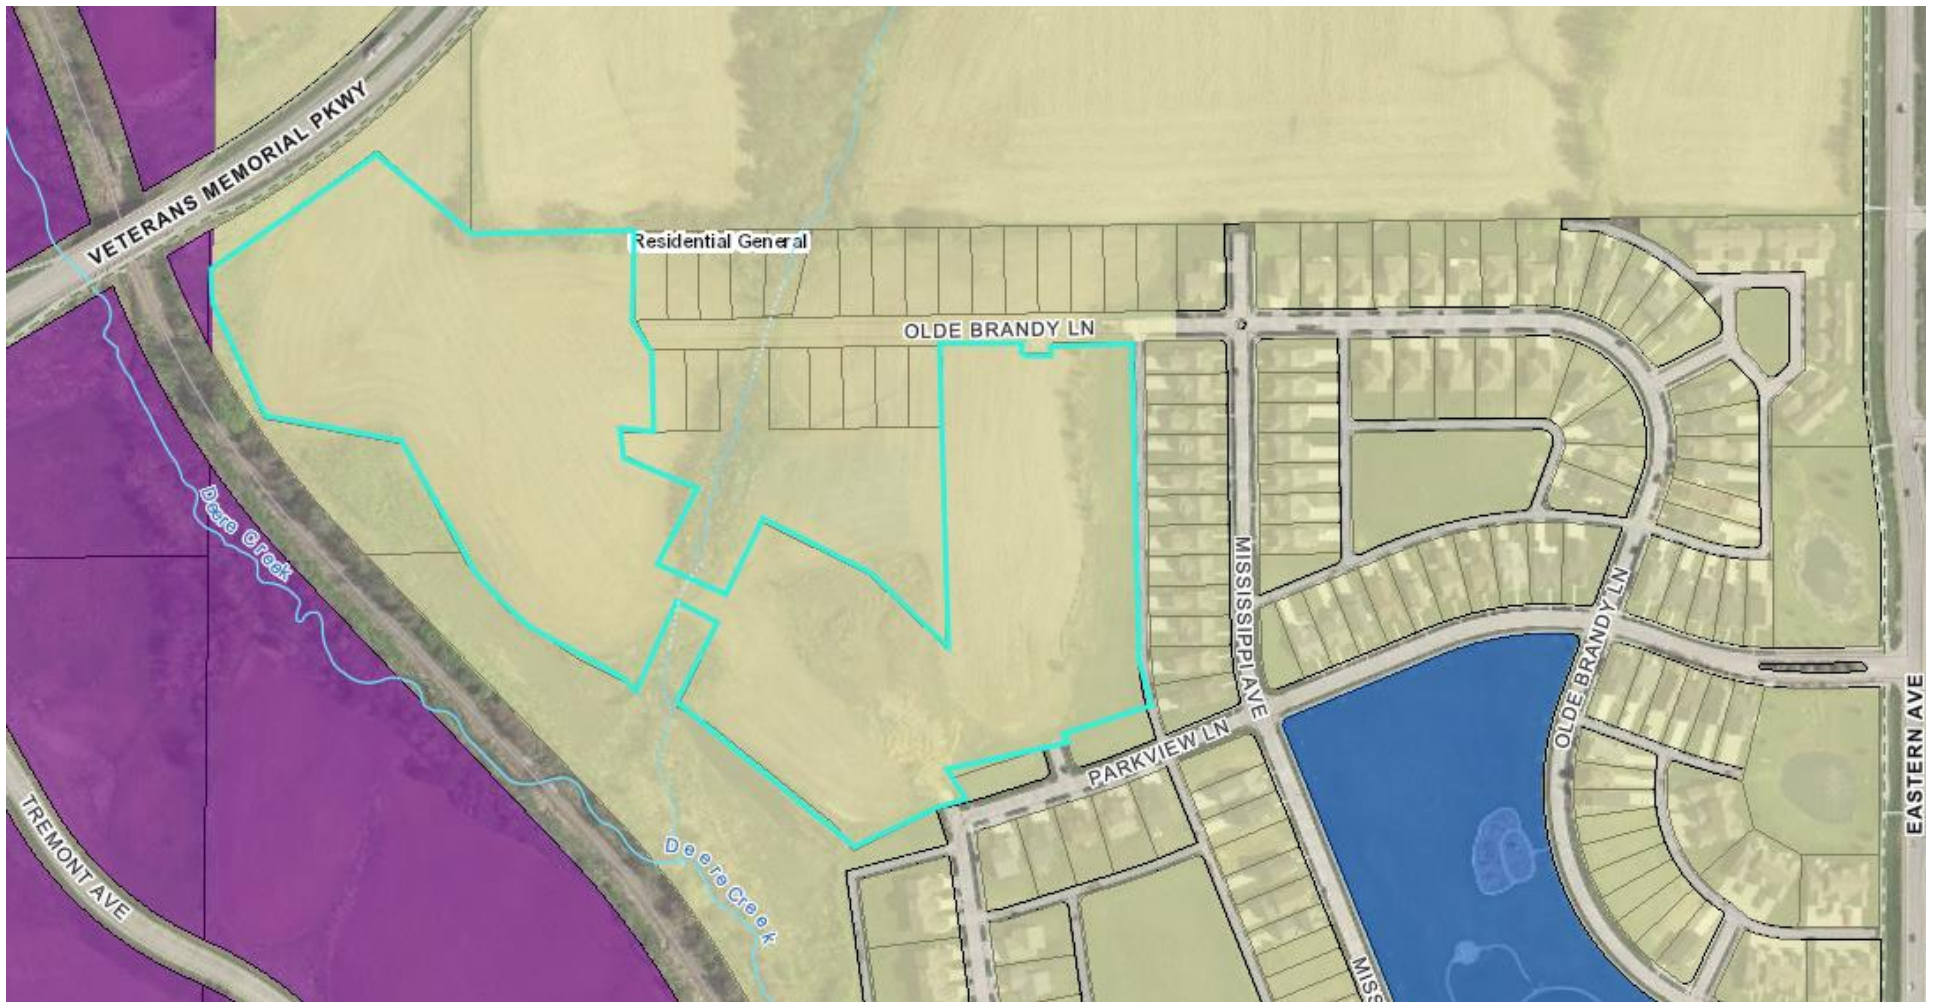 VETERANS MEMORIAL PKWY
Residential General
OLDE BRANDY LN
Deere Creek
MISSISSIPPI AVE
OLDE BRANDY LN
PARKVIEW LN
EASTERN AVE
TREMONT AVE
Deere Creek
MISS